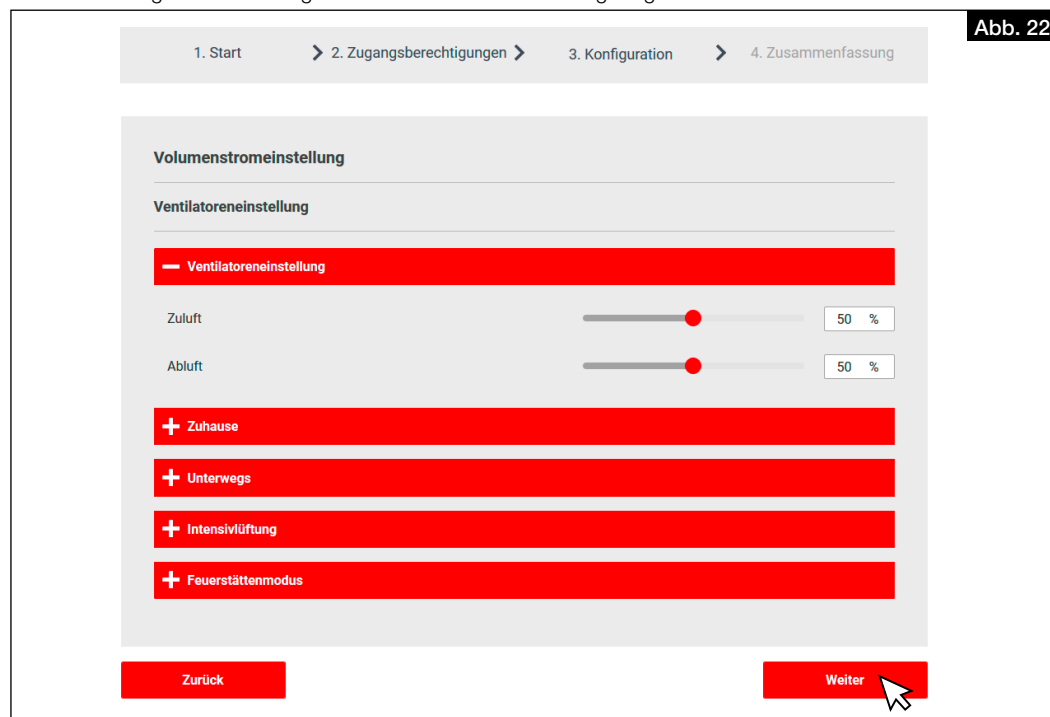 Abb. 22
1. Start 2. Zugangsberechtigungen 3. Konfiguration 4. Zusammenfassung
Volumenstromeinstellung
Ventilatoreneinstellung
Ventilatoreneinstellung
Zuluft 50 %
Abluft 50 %
Zuhause
Unterwegs
Intensivlüftung
Feuerstättenmodus
Zurück Weiter